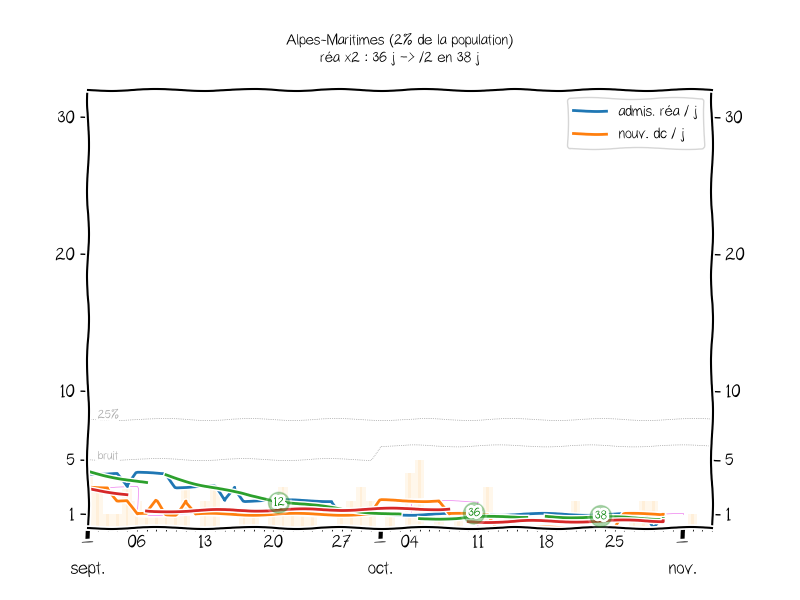 Alpes-Maritimes (2% de la population)
réa x2 : 36 j -> /2 en 38 j
admis. réa / j
nouv. dc / j
30
30
20
20
10
10
25%
bruit
5
5
12
36
38
1
1
06 13 20 27 04 11 18 25
sept. oct. nov.